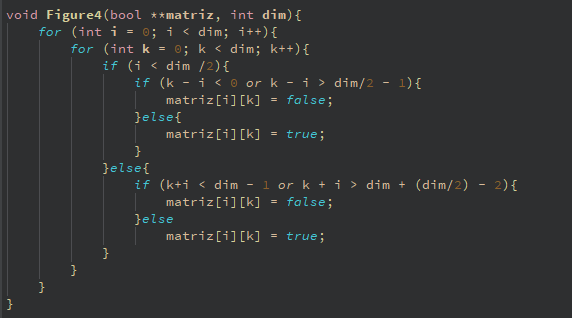 void Figure4(bool **matriz, int dim){
    for (int i = 0; i < dim; i++){
        for (int k = 0; k < dim; k++){
            if (i < dim /2){
                if (k - i < 0 or k - i > dim/2 - 1){
                    matriz[i][k] = false;
                }else{
                    matriz[i][k] = true;
                }
            }else{
                if (k+i < dim - 1 or k + i > dim + (dim/2) - 2){
                    matriz[i][k] = false;
                }else
                    matriz[i][k] = true;
            }
        }
    }
}